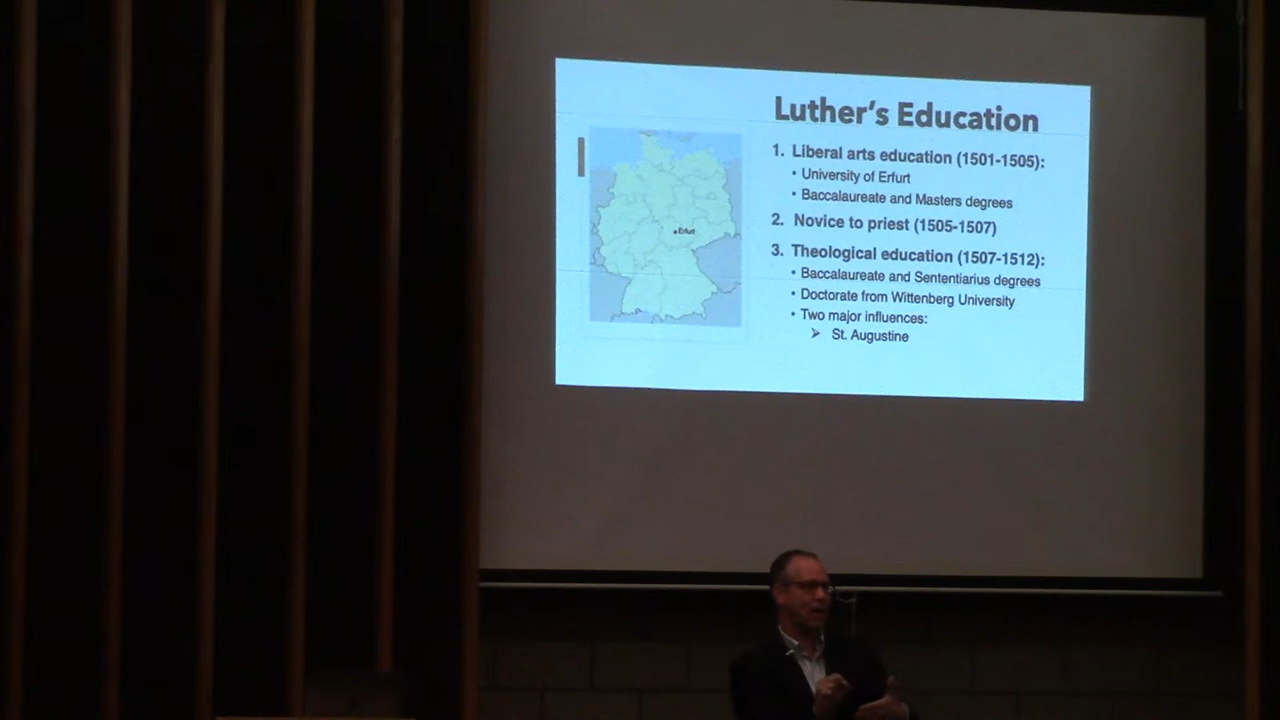 Luther's Education
1. Liberal arts education (1501-1505):
• University of Erfurt
• Baccalaureate and Masters degrees
2. Novice to priest (1505-1507)
3. Theological education (1507-1512):
• Baccalaureate and Sententiarius degrees
• Doctorate from Wittenberg University
• Two major influences:
➢ St. Augustine
Erfurt